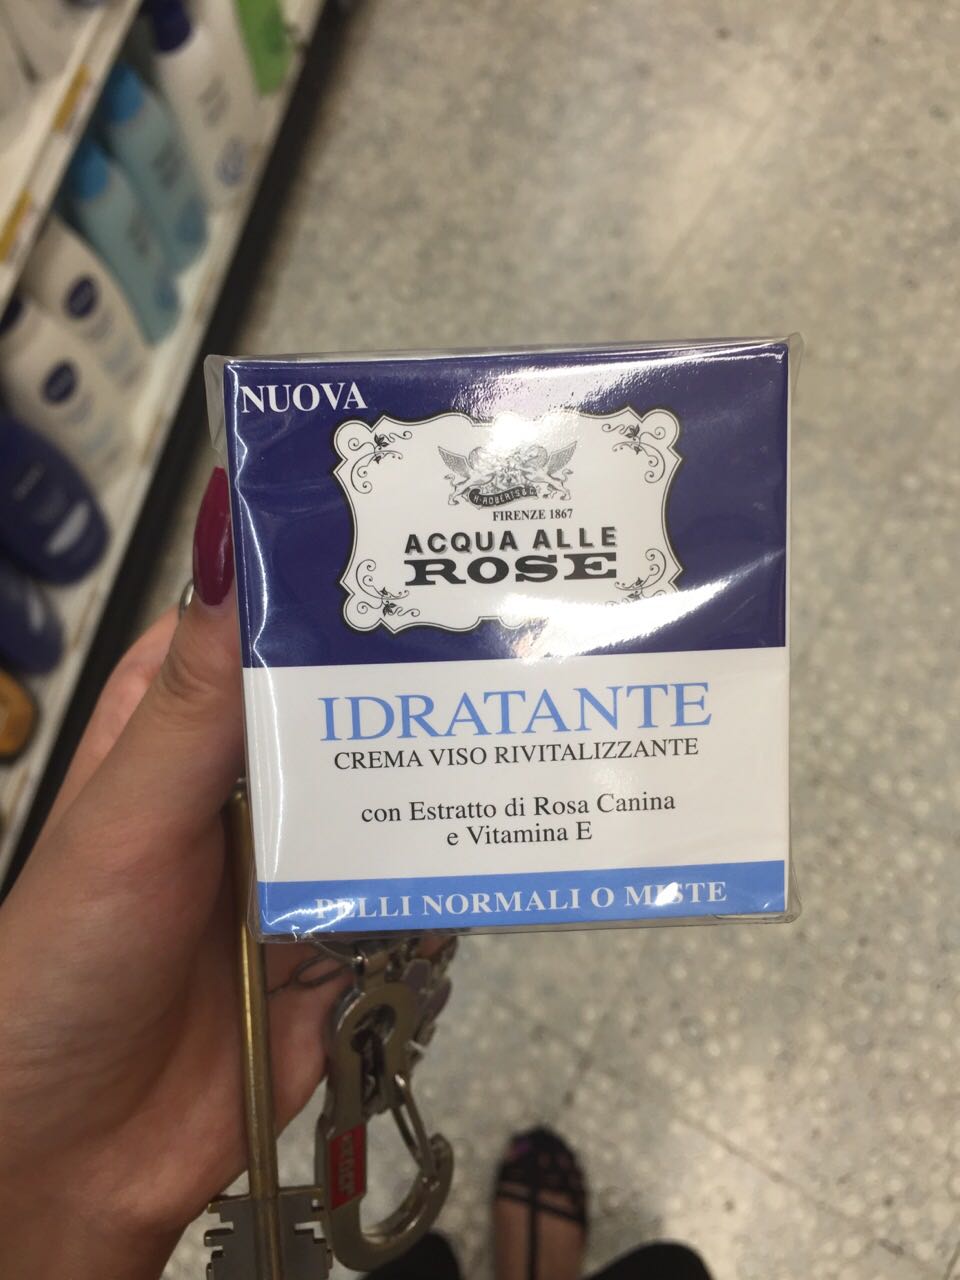 NUOVA
H·ROBERTS&C
FIRENZE 1867
ACQUA ALLE
ROSE
IDRATANTE
CREMA VISO RIVITALIZZANTE
con Estratto di Rosa Canina
e Vitamina E
PELLI NORMALI O MISTE